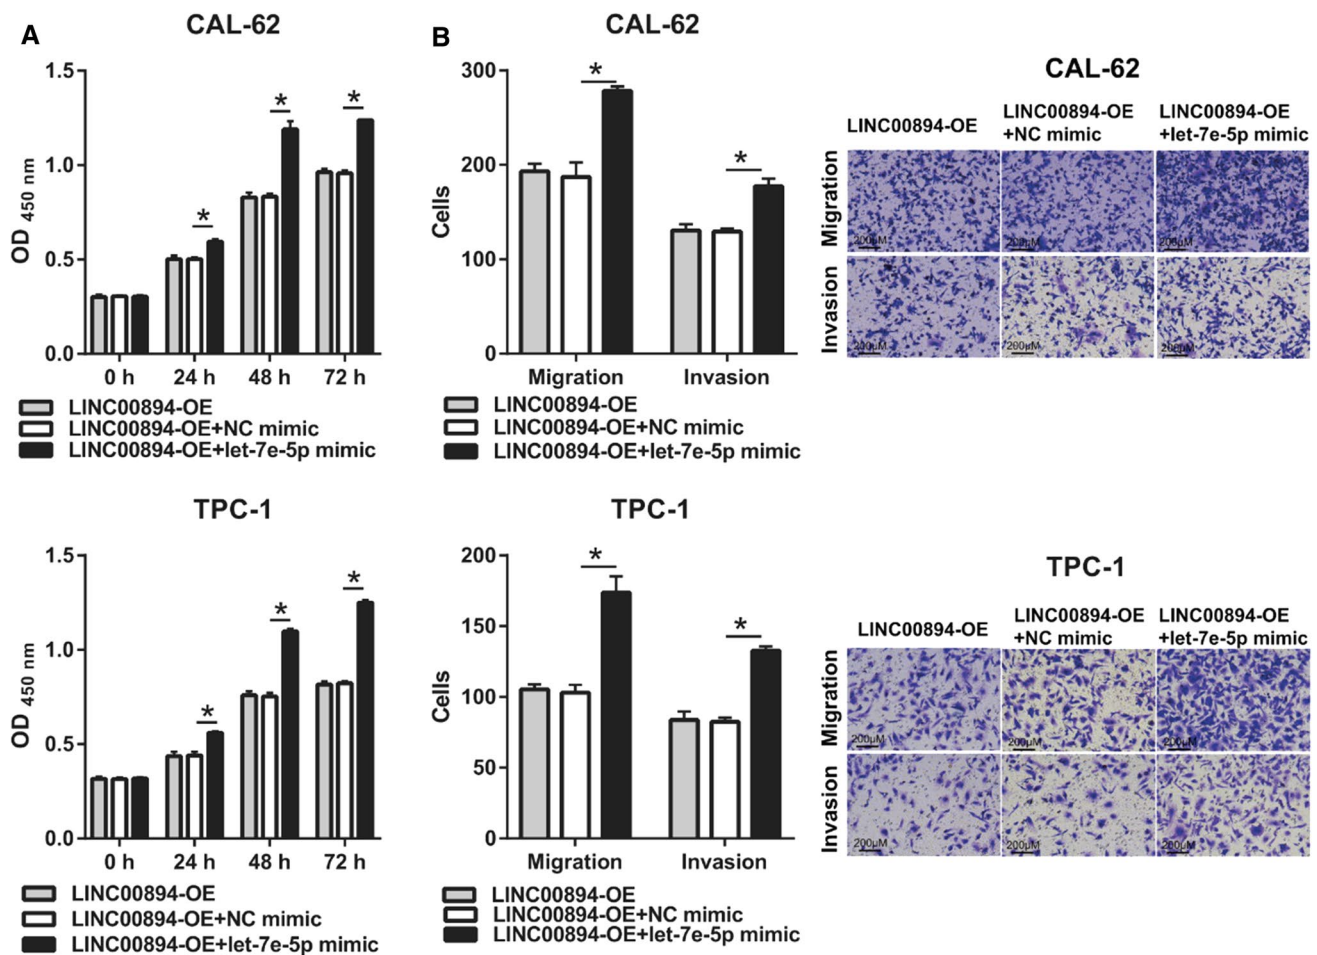 A
CAL-62
1.5
1.0
0.5
0.0
OD 450 nm
*
*
*
0 h 24 h 48 h 72 h
LINC00894-OE
LINC00894-OE+NC mimic
LINC00894-OE+let-7e-5p mimic
B
CAL-62
300
200
100
0
Cells
*
*
Migration Invasion
LINC00894-OE
LINC00894-OE+NC mimic
LINC00894-OE+let-7e-5p mimic
CAL-62
LINC00894-OE
LINC00894-OE
+NC mimic
LINC00894-OE
+let-7e-5p mimic
Migration
200µM
200µM
200µM
Invasion
200µM
200µM
200µM
TPC-1
1.5
1.0
0.5
0.0
OD 450 nm
*
*
*
0 h 24 h 48 h 72 h
LINC00894-OE
LINC00894-OE+NC mimic
LINC00894-OE+let-7e-5p mimic
TPC-1
200
150
100
50
0
Cells
*
*
Migration Invasion
LINC00894-OE
LINC00894-OE+NC mimic
LINC00894-OE+let-7e-5p mimic
TPC-1
LINC00894-OE
LINC00894-OE
+NC mimic
LINC00894-OE
+let-7e-5p mimic
Migration
200µM
200µM
200µM
Invasion
200µM
200µM
200µM